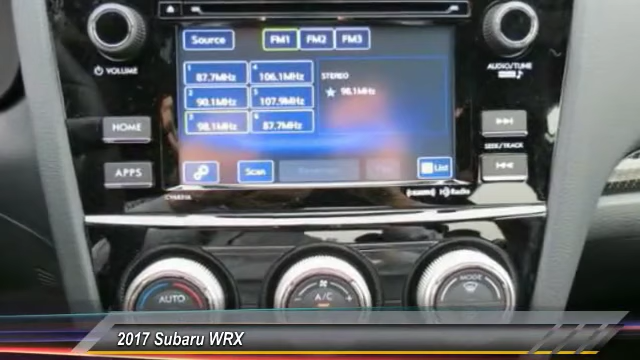 Source FM1 FM2 FM3
VOLUME
AUDIO/TUNE
1 87.7MHz 4 106.1MHz
STEREO
2 90.1MHz 5 107.9MHz
98.1MHz
3 98.1MHz 6 87.7MHz
HOME
SEEK/TRACK
APPS
Scan
List
HD Radio
AUTO
A/C
MODE
2017 Subaru WRX